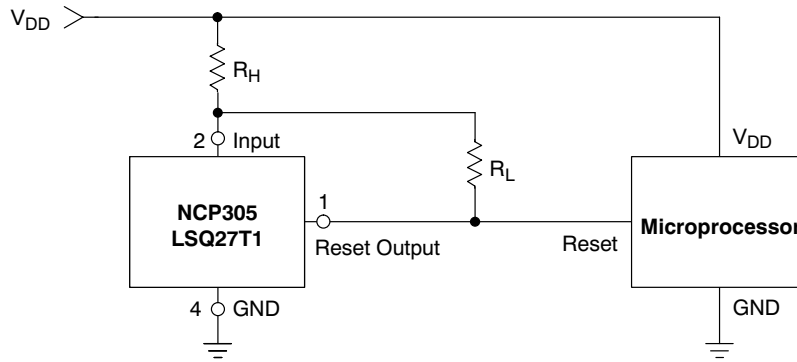 VDD
RH
2 Input
VDD
RL
NCP305
LSQ27T1
1
Reset Output
Reset
Microprocessor
4 GND
GND